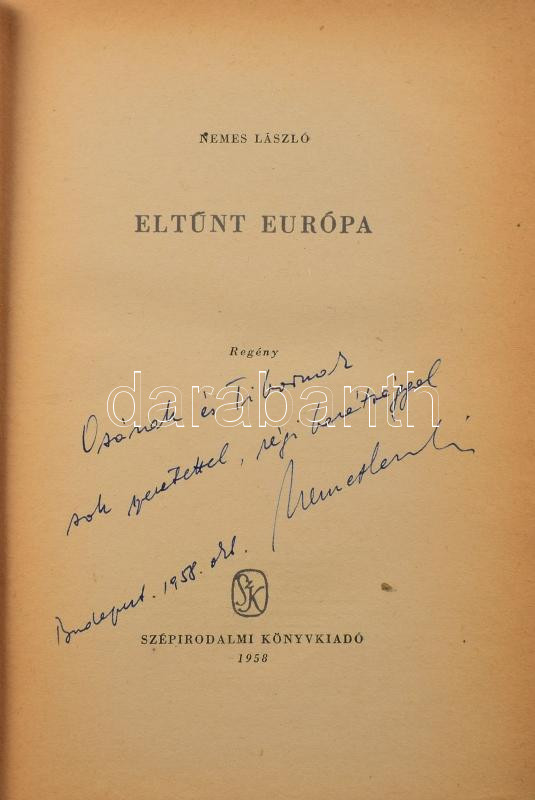 NEMES LÁSZLÓ
ELTŰNT EURÓPA
Regény
és Tibornak
darabanth
sok szeretettel, régi barátsággal
Nemes László
Budapest. 1958. okt.
SzK
SZÉPIRODALMI KÖNYVKIADÓ
1958